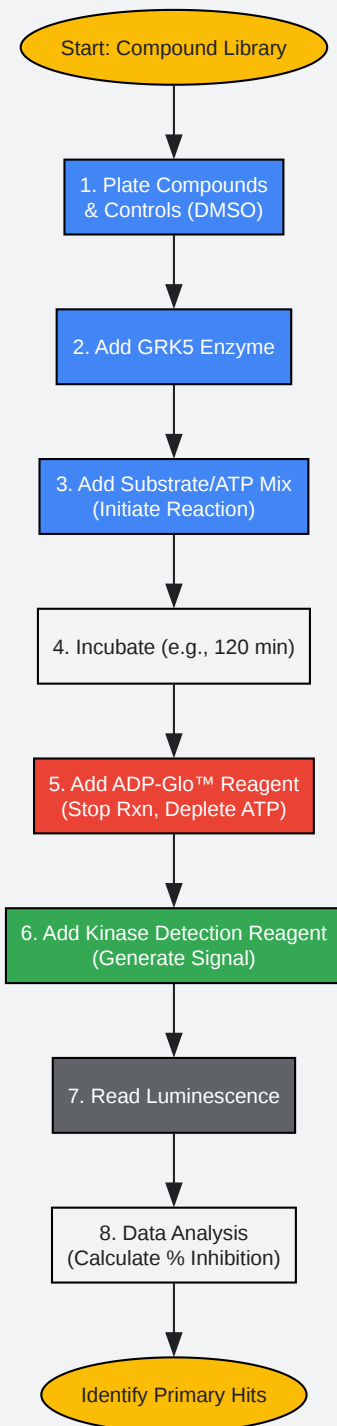 Start: Compound Library
1. Plate Compounds
& Controls (DMSO)
2. Add GRK5 Enzyme
3. Add Substrate/ATP Mix
(Initiate Reaction)
4. Incubate (e.g., 120 min)
5. Add ADP-Glo™ Reagent
(Stop Rxn, Deplete ATP)
6. Add Kinase Detection Reagent
(Generate Signal)
7. Read Luminescence
8. Data Analysis
(Calculate % Inhibition)
Identify Primary Hits